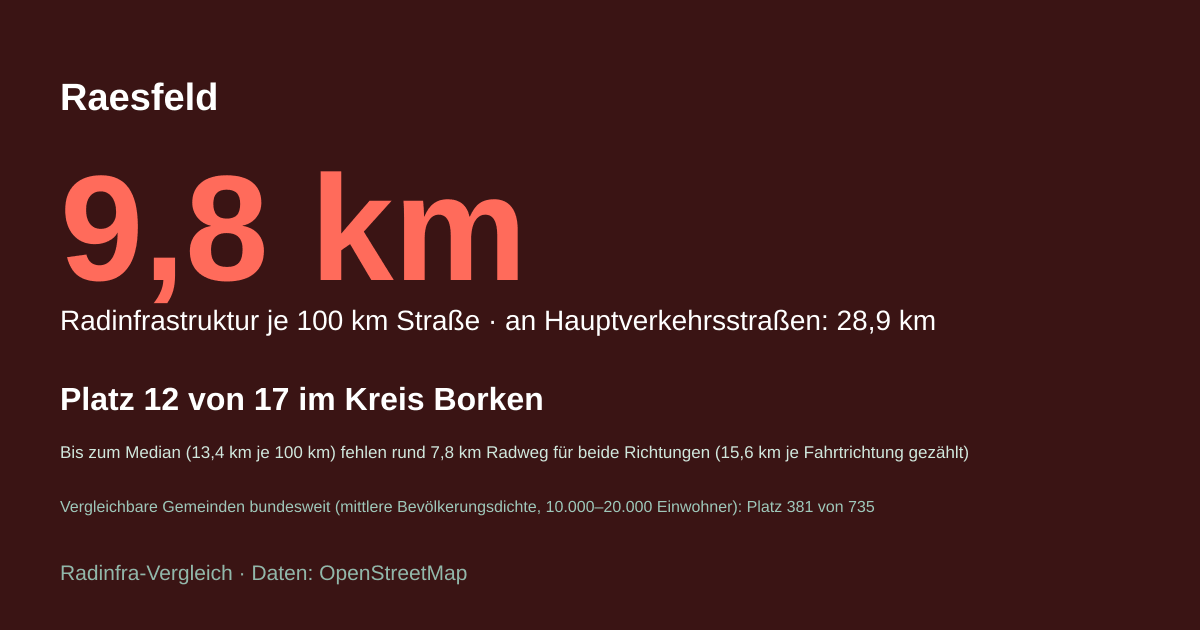 Raesfeld
9,8 km
Radinfrastruktur je 100 km Straße · an Hauptverkehrsstraßen: 28,9 km
Platz 12 von 17 im Kreis Borken
Bis zum Median (13,4 km je 100 km) fehlen rund 7,8 km Radweg für beide Richtungen (15,6 km je Fahrtrichtung gezählt)
Vergleichbare Gemeinden bundesweit (mittlere Bevölkerungsdichte, 10.000–20.000 Einwohner): Platz 381 von 735
Radinfra-Vergleich · Daten: OpenStreetMap